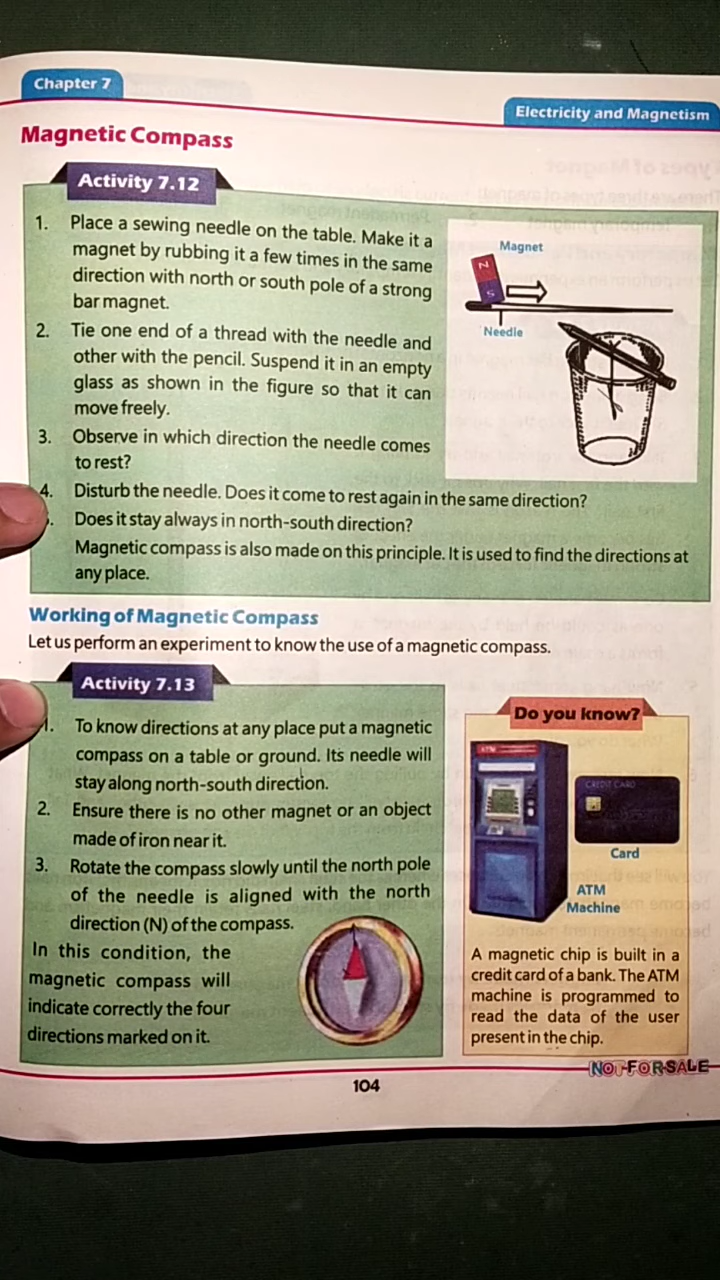 Chapter 7
Electricity and Magnetism
Magnetic Compass
Activity 7.12
1. Place a sewing needle on the table. Make it a
magnet by rubbing it a few times in the same
direction with north or south pole of a strong
bar magnet.
2. Tie one end of a thread with the needle and
other with the pencil. Suspend it in an empty
glass as shown in the figure so that it can
move freely.
3. Observe in which direction the needle comes
to rest?
4. Disturb the needle. Does it come to rest again in the same direction?
Does it stay always in north-south direction?
Magnetic compass is also made on this principle. It is used to find the directions at
any place.
Magnet
N
S
Needle
Working of Magnetic Compass
Let us perform an experiment to know the use of a magnetic compass.
Activity 7.13
1. To know directions at any place put a magnetic
compass on a table or ground. Its needle will
stay along north-south direction.
2. Ensure there is no other magnet or an object
made of iron near it.
3. Rotate the compass slowly until the north pole
of the needle is aligned with the north
direction (N) of the compass.
In this condition, the
magnetic compass will
indicate correctly the four
directions marked on it.
Do you know?
ATM
CREDIT CARD
Card
ATM
Machine
A magnetic chip is built in a
credit card of a bank. The ATM
machine is programmed to
read the data of the user
present in the chip.
NOT FOR SALE
104